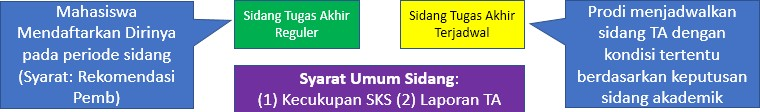 Mahasiswa
Mendaftarkan Dirinya
pada periode sidang
(Syarat: Rekomendasi
Pemb)
Sidang Tugas Akhir
Reguler
Sidang Tugas Akhir
Terjadwal
Prodi menjadwalkan
sidang TA dengan
kondisi tertentu
berdasarkan keputusan
sidang akademik
Syarat Umum Sidang:
(1) Kecukupan SKS (2) Laporan TA